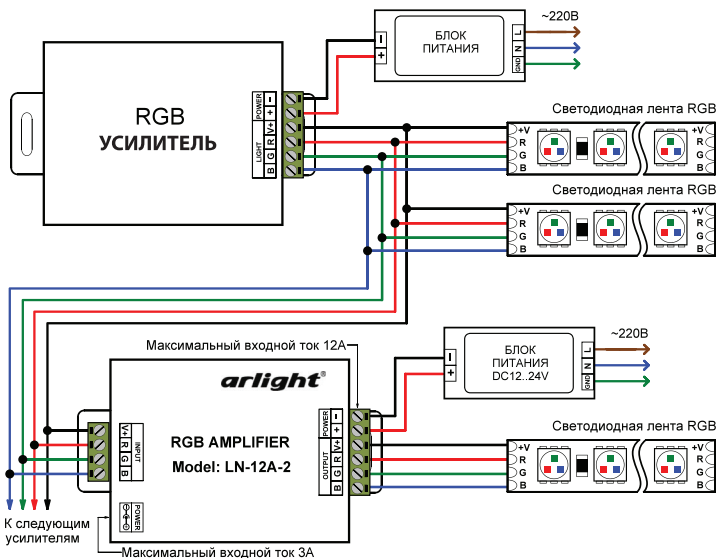 БЛОК
ПИТАНИЯ
~220В
L
N
GND
RGB
УСИЛИТЕЛЬ
POWER
- +
LIGHT
V+
R
G
B
Светодиодная лента RGB
+V
R
G
B
Светодиодная лента RGB
+V
R
G
B
Максимальный входной ток 12А
БЛОК
ПИТАНИЯ
DC12..24V
~220В
L
N
GND
arlight®
RGB AMPLIFIER
Model: LN-12A-2
V+
R
G
B
INPUT
POWER
- +
OUTPUT
V+
R
G
B
Светодиодная лента RGB
+V
R
G
B
POWER
К следующим
усилителям
Максимальный входной ток 3А